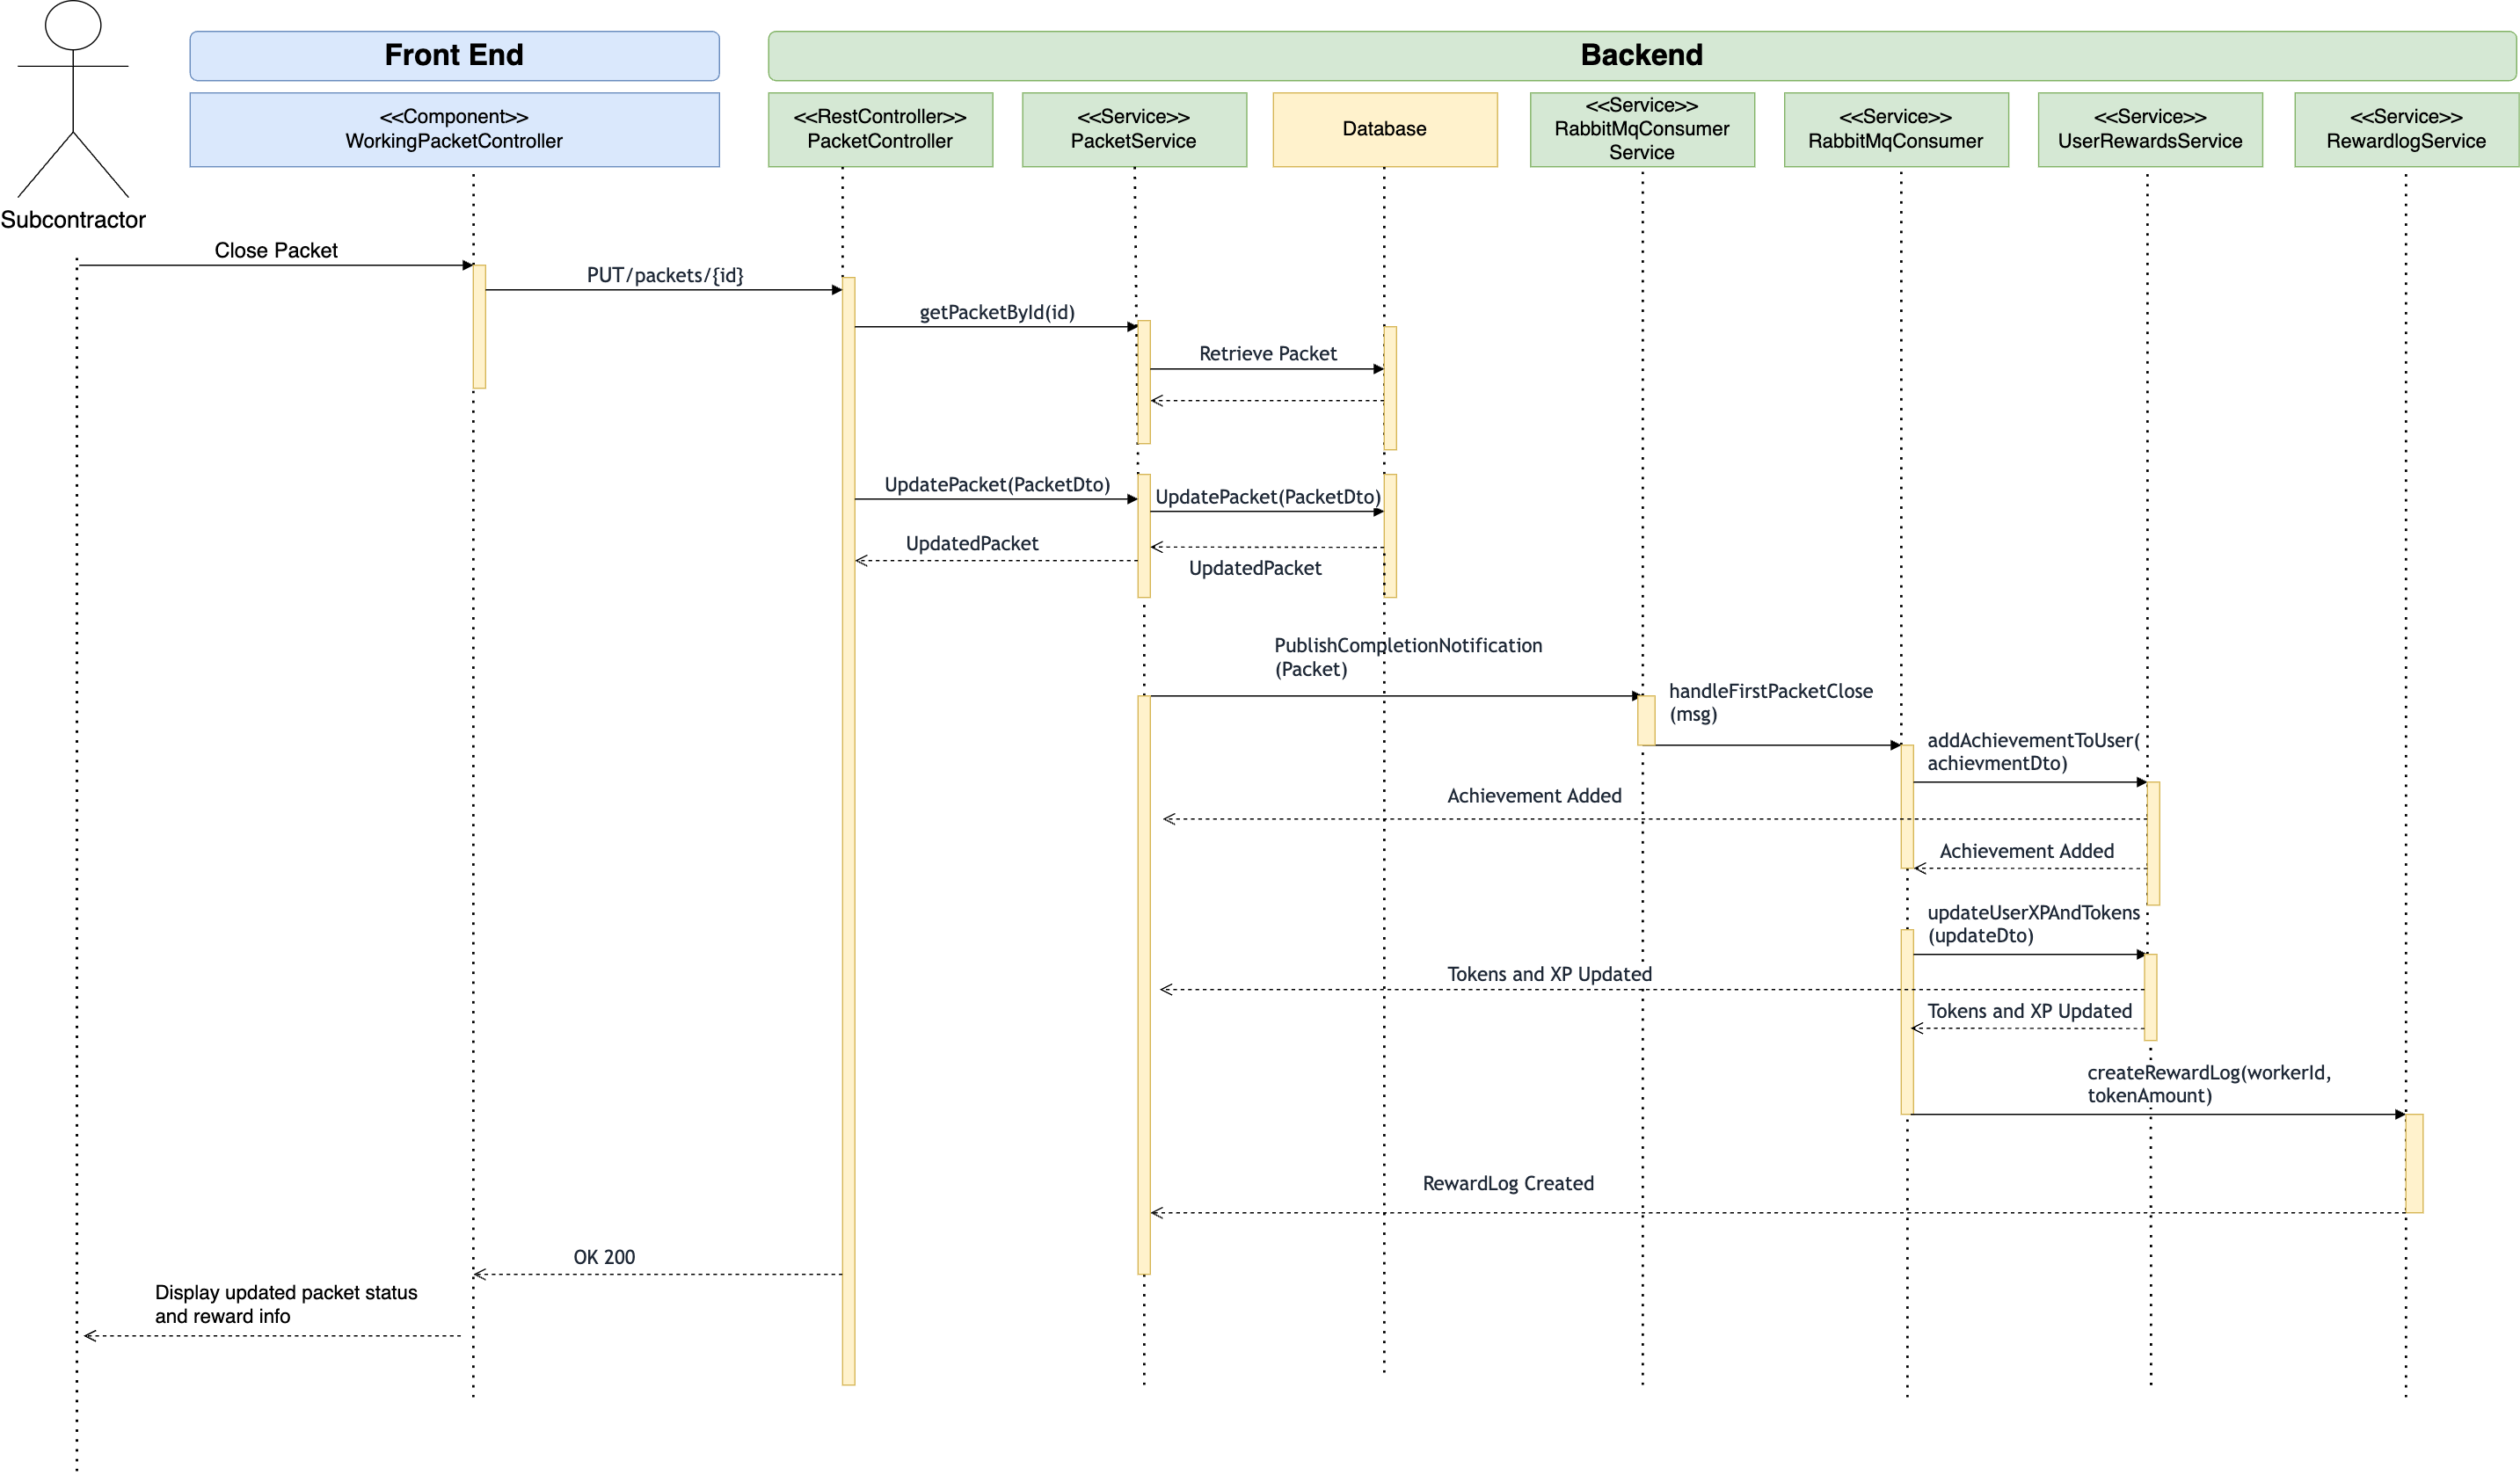 Front End
Backend
<<Component>>
WorkingPacketController
<<RestController>>
PacketController
<<Service>>
PacketService
Database
<<Service>>
RabbitMqConsumer
Service
<<Service>>
RabbitMqConsumer
<<Service>>
UserRewardsService
<<Service>>
RewardlogService
Subcontractor
Close Packet
PUT/packets/{id}
getPacketById(id)
Retrieve Packet
UpdatePacket(PacketDto)
UpdatePacket(PacketDto)
UpdatedPacket
UpdatedPacket
PublishCompletionNotification
(Packet)
handleFirstPacketClose
(msg)
addAchievementToUser(
achievmentDto)
Achievement Added
Achievement Added
updateUserXPAndTokens
(updateDto)
Tokens and XP Updated
Tokens and XP Updated
createRewardLog(workerId,
tokenAmount)
RewardLog Created
OK 200
Display updated packet status
and reward info